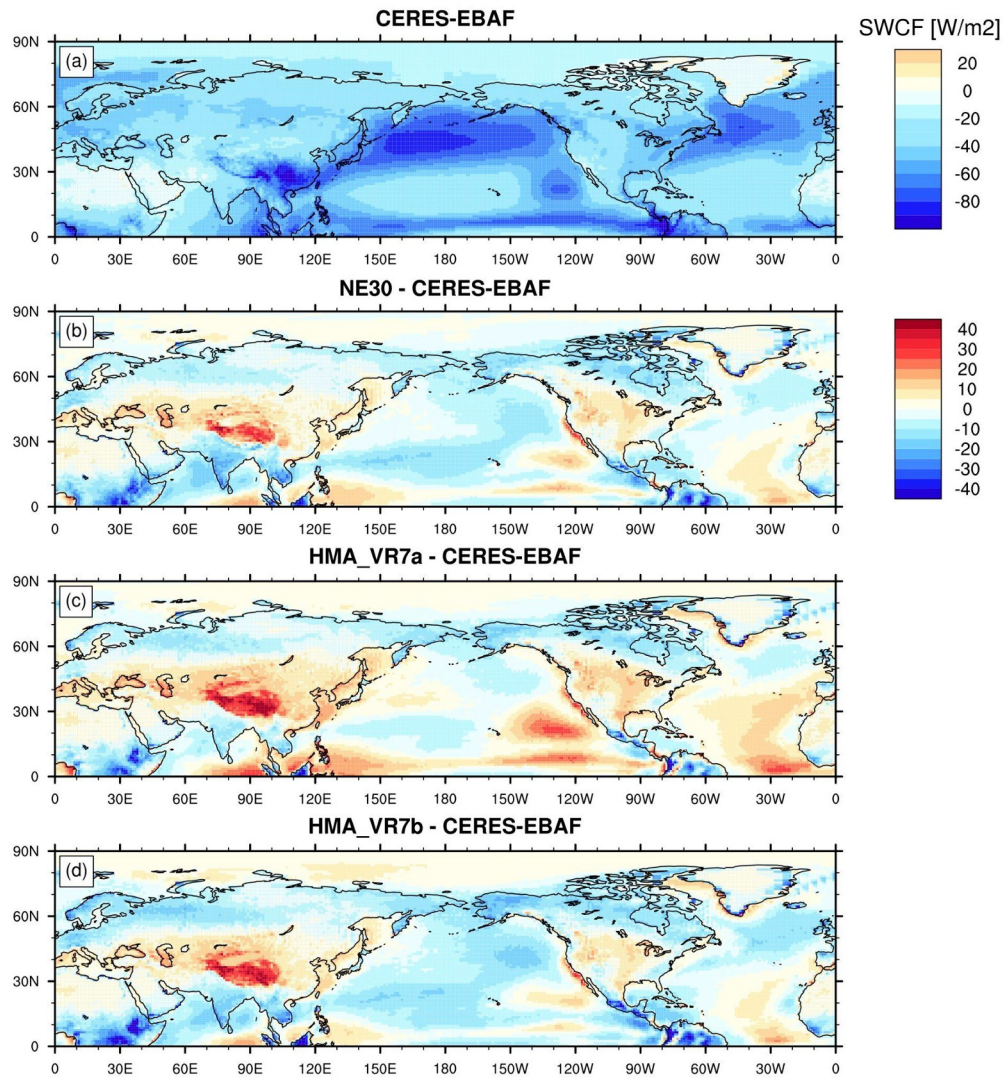 CERES-EBAF
SWCF [W/m2]
(a)
90N
60N
30N
0
0 30E 60E 90E 120E 150E 180 150W 120W 90W 60W 30W 0
20
0
-20
-40
-60
-80
NE30 - CERES-EBAF
(b)
90N
60N
30N
0
0 30E 60E 90E 120E 150E 180 150W 120W 90W 60W 30W 0
40
30
20
10
0
-10
-20
-30
-40
HMA_VR7a - CERES-EBAF
(c)
90N
60N
30N
0
0 30E 60E 90E 120E 150E 180 150W 120W 90W 60W 30W 0
HMA_VR7b - CERES-EBAF
(d)
90N
60N
30N
0
0 30E 60E 90E 120E 150E 180 150W 120W 90W 60W 30W 0